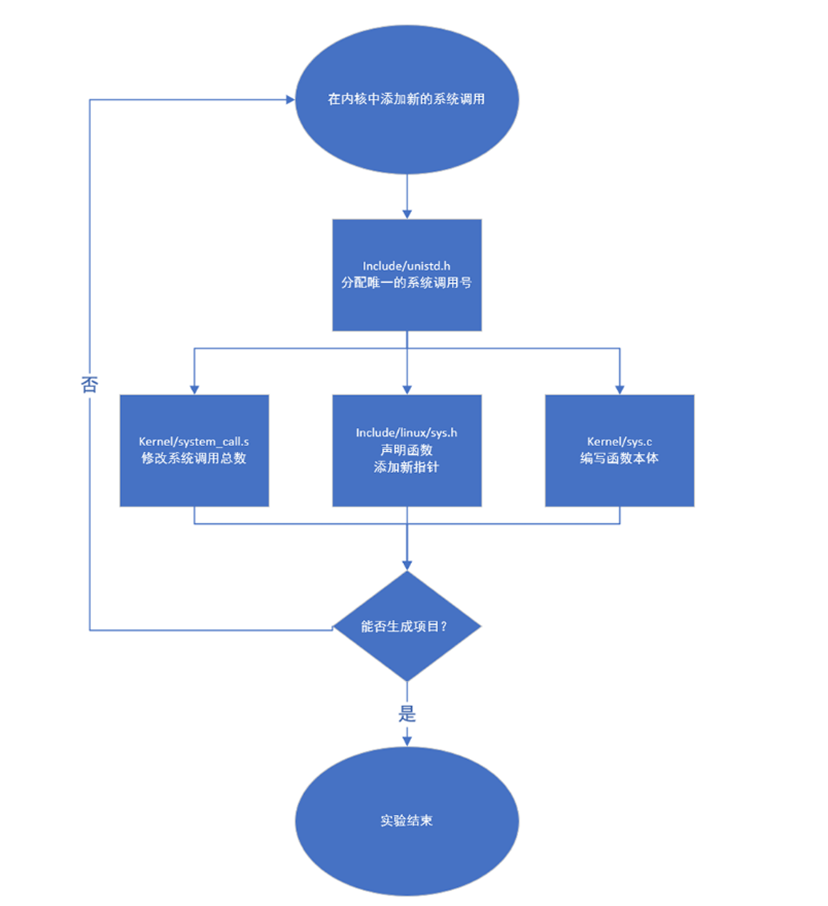 在内核中添加新的系统调用
Include/unistd.h
分配唯一的系统调用号
否
Kernel/system_call.s
修改系统调用总数
Include/linux/sys.h
声明函数
添加新指针
Kernel/sys.c
编写函数本体
能否生成项目？
是
实验结束